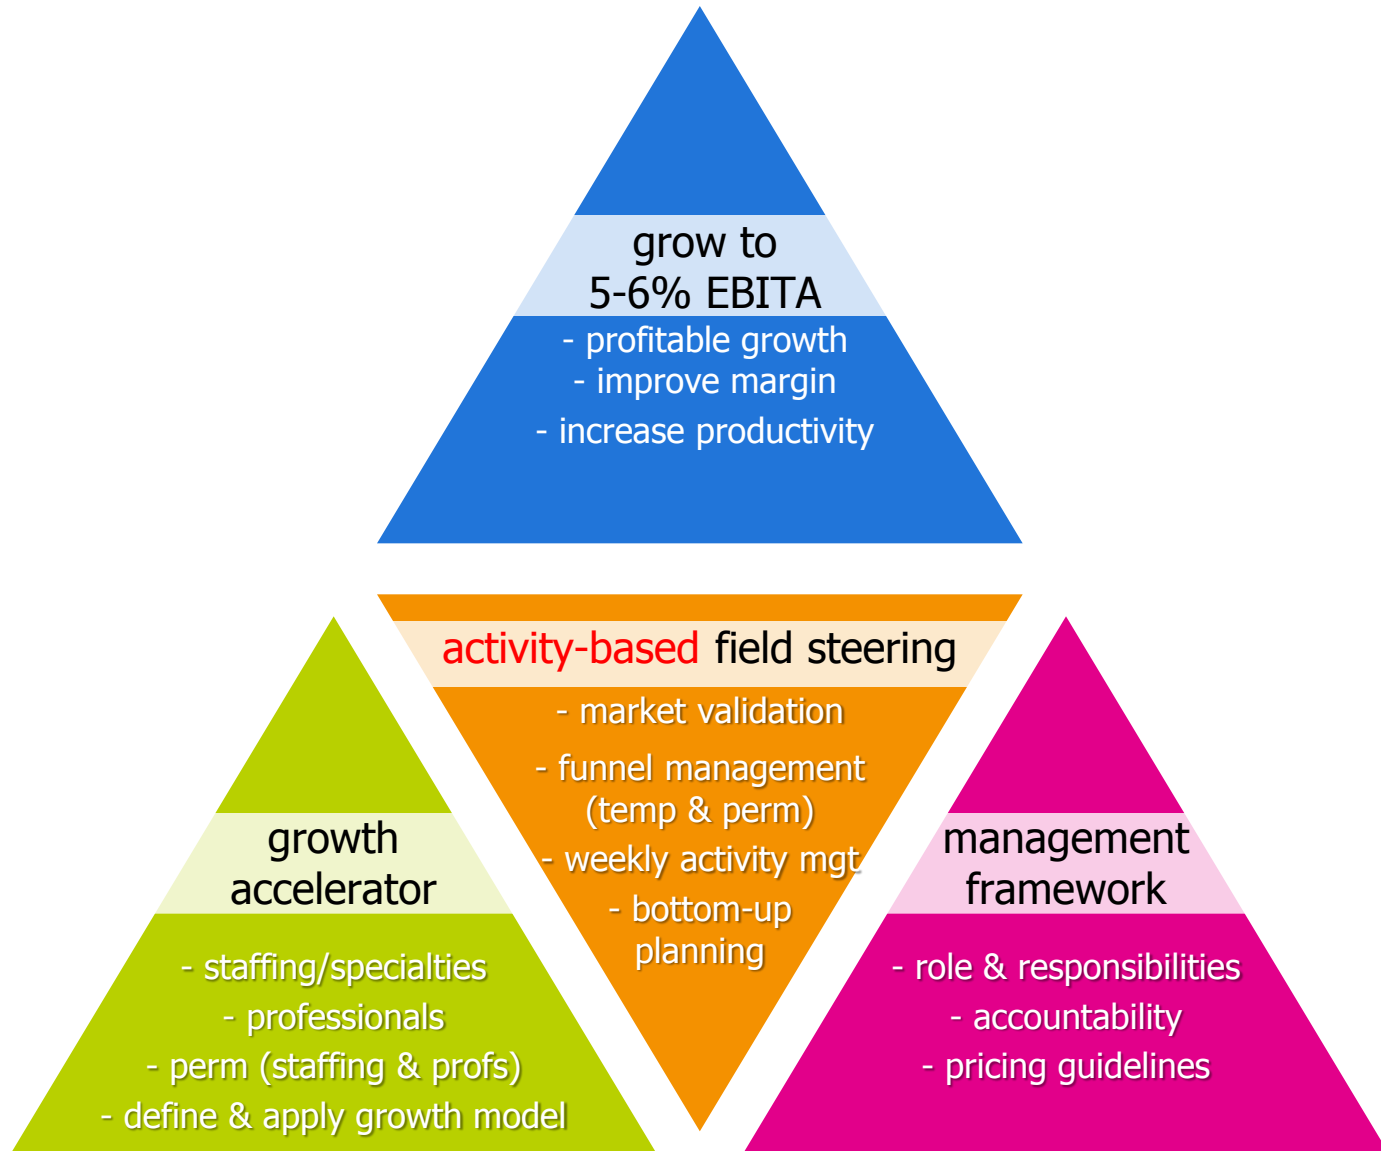 grow to
5-6% EBITA
- profitable growth
- improve margin
- increase productivity
activity-based field steering
- market validation
- funnel management
(temp & perm)
- weekly activity mgt
- bottom-up
planning
growth
accelerator
- staffing/specialties
- professionals
- perm (staffing & profs)
- define & apply growth model
management
framework
- role & responsibilities
- accountability
- pricing guidelines